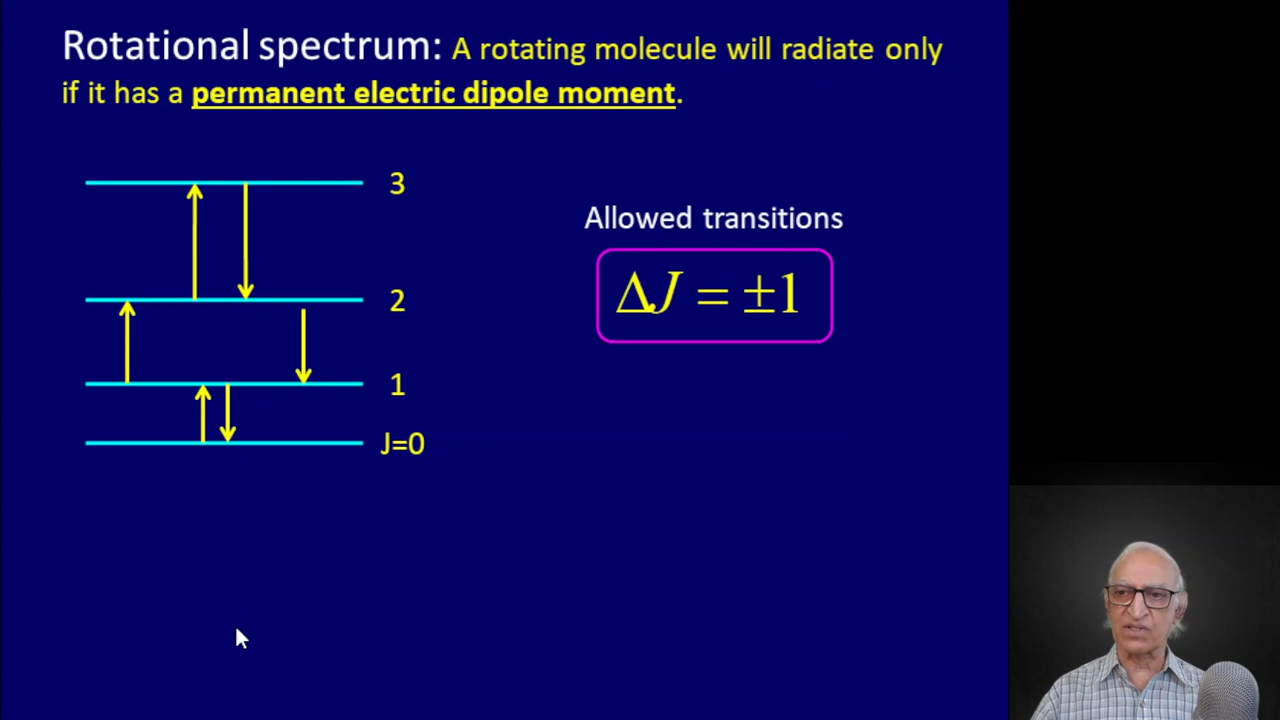 Rotational spectrum: A rotating molecule will radiate only
if it has a permanent electric dipole moment.
3
Allowed transitions
ΔJ = ±1
2
1
J=0